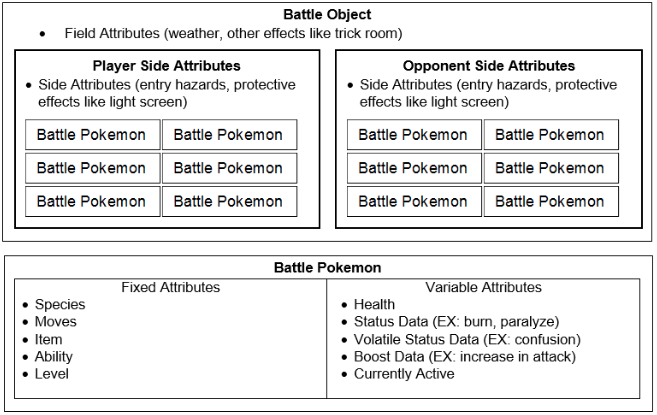 Battle Object
• Field Attributes (weather, other effects like trick room)
Player Side Attributes
• Side Attributes (entry hazards, protective
effects like light screen)
Battle Pokemon Battle Pokemon
Battle Pokemon Battle Pokemon
Battle Pokemon Battle Pokemon
Opponent Side Attributes
• Side Attributes (entry hazards, protective
effects like light screen)
Battle Pokemon Battle Pokemon
Battle Pokemon Battle Pokemon
Battle Pokemon Battle Pokemon
Battle Pokemon
Fixed Attributes
• Species
• Moves
• Item
• Ability
• Level
Variable Attributes
• Health
• Status Data (EX: burn, paralyze)
• Volatile Status Data (EX: confusion)
• Boost Data (EX: increase in attack)
• Currently Active